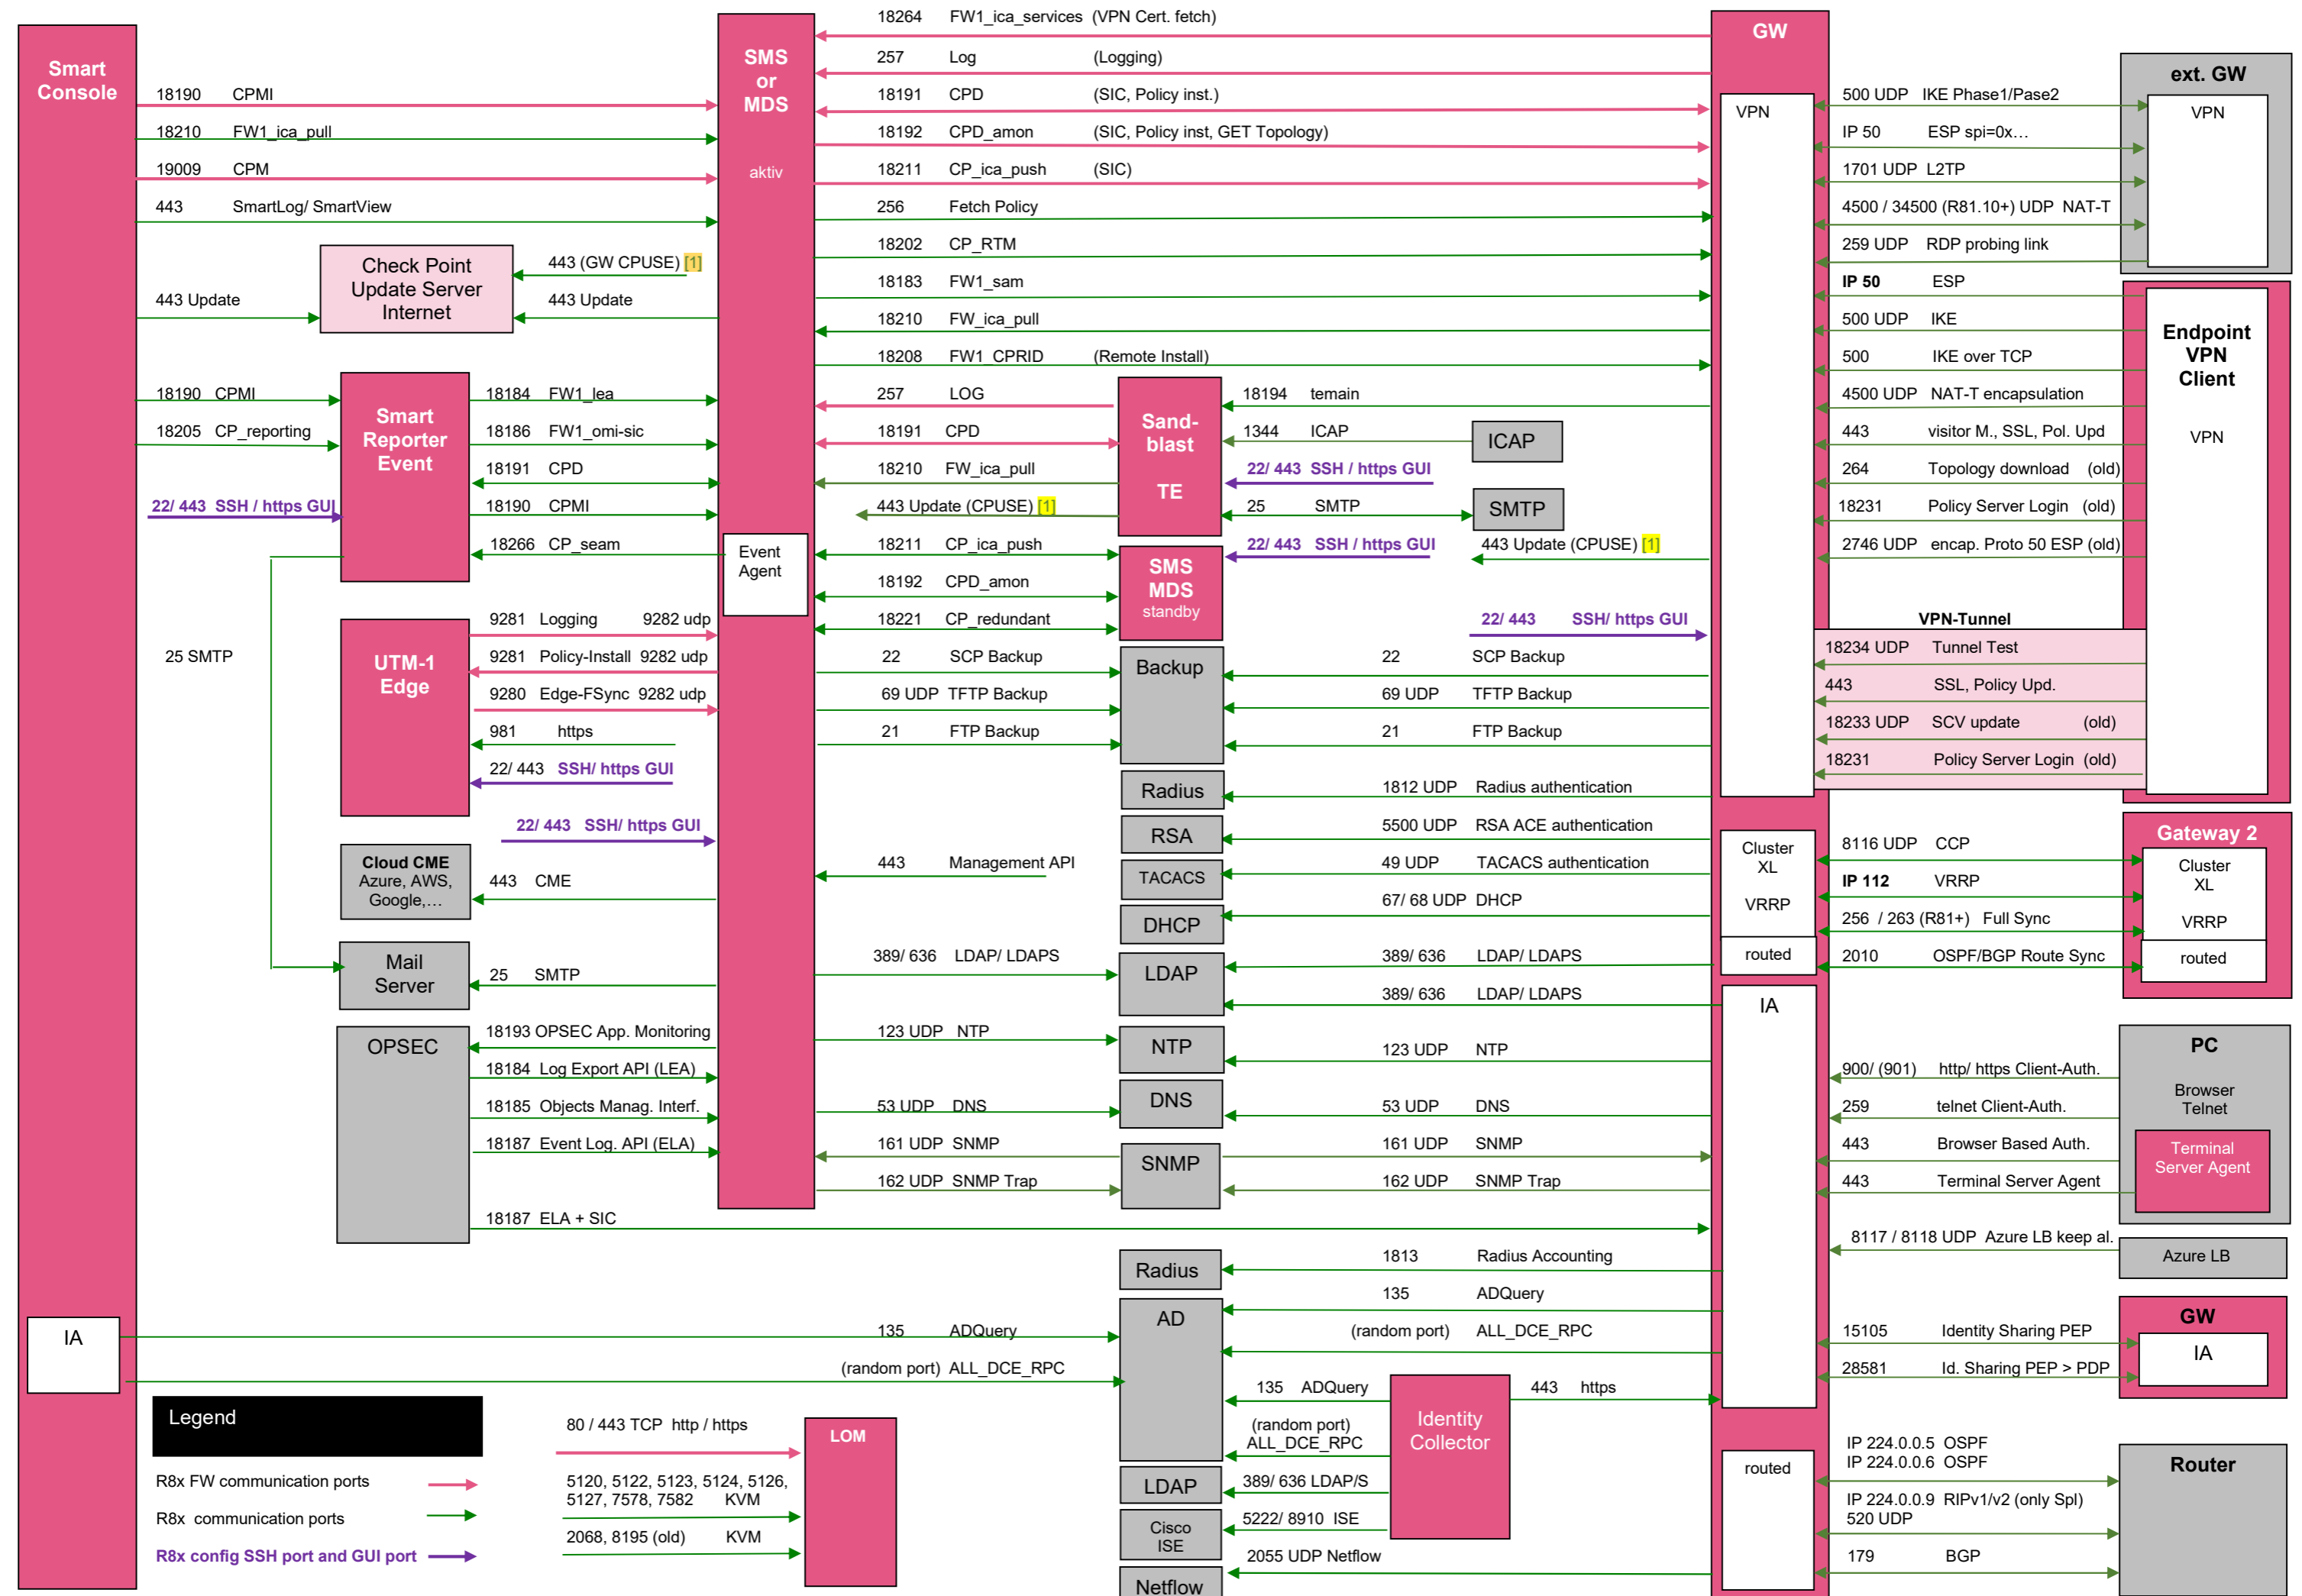 Smart
Console
18190 CPMI
18210 FW1_ica_pull
19009 CPM
443 SmartLog/ SmartView
Check Point
Update Server
Internet
443 (GW CPUSE) [1]
443 Update
443 Update
18190 CPMI
18205 CP_reporting
22/ 443 SSH / https GUI
Smart
Reporter
Event
18184 FW1_lea
18186 FW1_omi-sic
18191 CPD
18190 CPMI
18266 CP_seam
25 SMTP
UTM-1
Edge
9281 Logging 9282 udp
9281 Policy-Install 9282 udp
9280 Edge-FSync 9282 udp
981 https
22/ 443 SSH/ https GUI
22/ 443 SSH/ https GUI
Cloud CME
Azure, AWS,
Google,…
443 CME
Mail
Server
25 SMTP
OPSEC
18193 OPSEC App. Monitoring
18184 Log Export API (LEA)
18185 Objects Manag. Interf.
18187 Event Log. API (ELA)
18187 ELA + SIC
IA
135 ADQuery
(random port) ALL_DCE_RPC
Legend
R8x FW communication ports
R8x communication ports
R8x config SSH port and GUI port
80 / 443 TCP http / https
5120, 5122, 5123, 5124, 5126,
5127, 7578, 7582 KVM
2068, 8195 (old) KVM
LOM
SMS
or
MDS
aktiv
Event
Agent
18264 FW1_ica_services (VPN Cert. fetch)
257 Log (Logging)
18191 CPD (SIC, Policy inst.)
18192 CPD_amon (SIC, Policy inst, GET Topology)
18211 CP_ica_push (SIC)
256 Fetch Policy
18202 CP_RTM
18183 FW1_sam
18210 FW_ica_pull
18208 FW1_CPRID (Remote Install)
257 LOG
18191 CPD
18210 FW_ica_pull
443 Update (CPUSE) [1]
18211 CP_ica_push
18192 CPD_amon
18221 CP_redundant
22 SCP Backup
69 UDP TFTP Backup
21 FTP Backup
443 Management API
389/ 636 LDAP/ LDAPS
123 UDP NTP
53 UDP DNS
161 UDP SNMP
162 UDP SNMP Trap
Sand-
blast
TE
SMS
MDS
standby
Backup
Radius
RSA
TACACS
DHCP
LDAP
NTP
DNS
SNMP
Radius
AD
LDAP
Cisco
ISE
Netflow
18194 temain
1344 ICAP
ICAP
22/ 443 SSH / https GUI
25 SMTP
SMTP
22/ 443 SSH / https GUI
443 Update (CPUSE) [1]
22/ 443 SSH/ https GUI
22 SCP Backup
69 UDP TFTP Backup
21 FTP Backup
1812 UDP Radius authentication
5500 UDP RSA ACE authentication
49 UDP TACACS authentication
67/ 68 UDP DHCP
389/ 636 LDAP/ LDAPS
389/ 636 LDAP/ LDAPS
123 UDP NTP
53 UDP DNS
161 UDP SNMP
162 UDP SNMP Trap
1813 Radius Accounting
135 ADQuery
(random port) ALL_DCE_RPC
135 ADQuery
(random port)
ALL_DCE_RPC
389/ 636 LDAP/S
5222/ 8910 ISE
2055 UDP Netflow
Identity
Collector
443 https
GW
VPN
Cluster
XL
VRRP
routed
IA
routed
500 UDP IKE Phase1/Pase2
IP 50 ESP spi=0x…
1701 UDP L2TP
4500 / 34500 (R81.10+) UDP NAT-T
259 UDP RDP probing link
ext. GW
VPN
IP 50 ESP
500 UDP IKE
500 IKE over TCP
4500 UDP NAT-T encapsulation
443 visitor M., SSL, Pol. Upd
264 Topology download (old)
18231 Policy Server Login (old)
2746 UDP encap. Proto 50 ESP (old)
VPN-Tunnel
18234 UDP Tunnel Test
443 SSL, Policy Upd.
18233 UDP SCV update (old)
18231 Policy Server Login (old)
Endpoint
VPN
Client
VPN
8116 UDP CCP
IP 112 VRRP
256 / 263 (R81+) Full Sync
2010 OSPF/BGP Route Sync
Gateway 2
Cluster
XL
VRRP
routed
900/ (901) http/ https Client-Auth.
259 telnet Client-Auth.
443 Browser Based Auth.
443 Terminal Server Agent
PC
Browser
Telnet
Terminal
Server Agent
8117 / 8118 UDP Azure LB keep al.
Azure LB
15105 Identity Sharing PEP
28581 Id. Sharing PEP > PDP
GW
IA
IP 224.0.0.5 OSPF
IP 224.0.0.6 OSPF
IP 224.0.0.9 RIPv1/v2 (only Spl)
520 UDP
179 BGP
Router